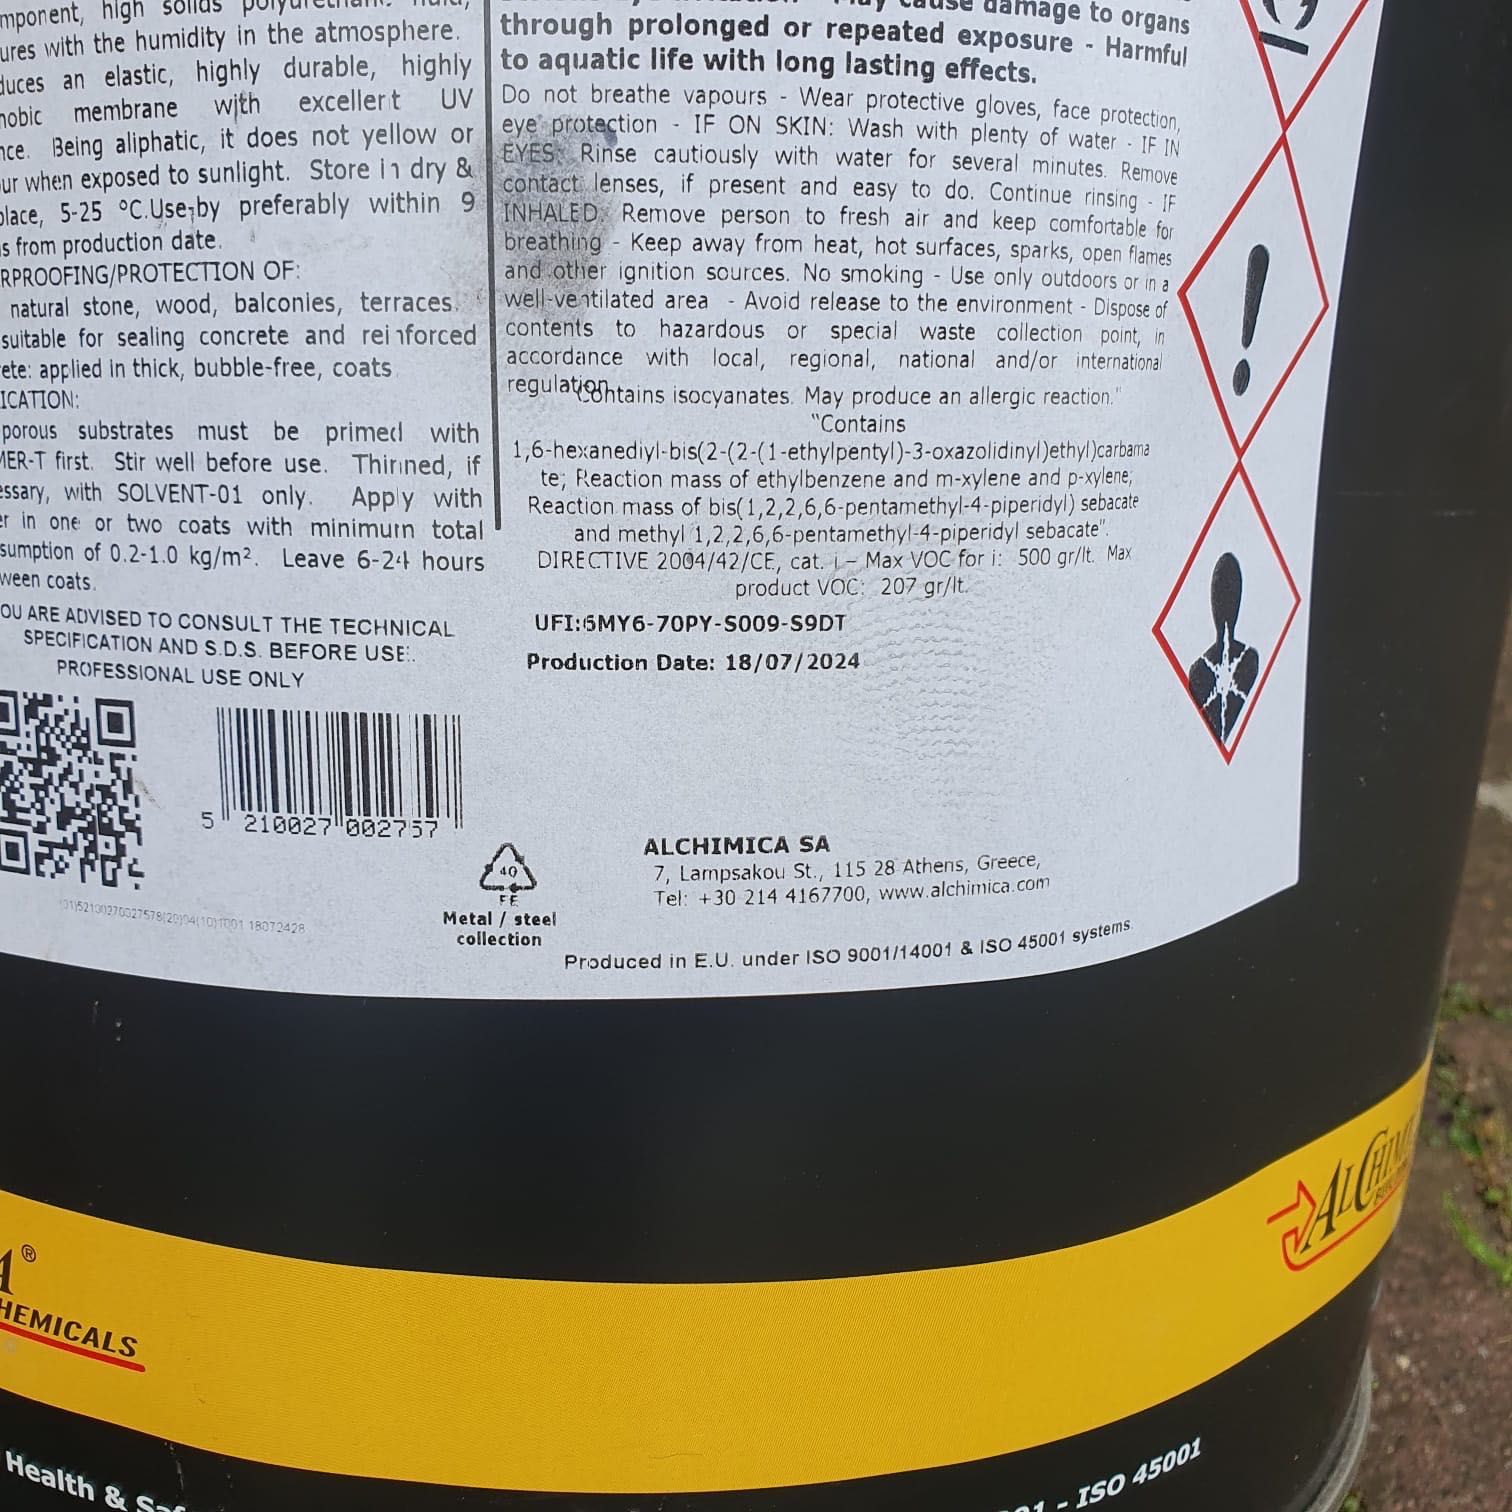 mponent, high solids
ures with the humidity in the atmosphere.
duces an elastic, highly durable, highly
hobic membrane with excellent UV
nce. Being aliphatic, it does not yellow or
ur when exposed to sunlight. Store in dry &
place, 5-25 °C. Use by preferably within 9
s from production date.
RPROOFING/PROTECTION OF:
natural stone, wood, balconies, terraces.
suitable for sealing concrete and reinforced
ete: applied in thick, bubble-free, coats
ICATION:
porous substrates must be primed with
MER-T first. Stir well before use. Thinned, if
essary, with SOLVENT-01 only. Apply with
er in one or two coats with minimum total
sumption of 0.2-1.0 kg/m². Leave 6-24 hours
ween coats.
OU ARE ADVISED TO CONSULT THE TECHNICAL
SPECIFICATION AND S.D.S. BEFORE USE.
PROFESSIONAL USE ONLY
5 210027 002757
40
FE
Metal / steel
collection
May cause damage to organs
through prolonged or repeated exposure - Harmful
to aquatic life with long lasting effects.
Do not breathe vapours - Wear protective gloves, face protection,
eye protection - IF ON SKIN: Wash with plenty of water - IF IN
EYES: Rinse cautiously with water for several minutes. Remove
contact lenses, if present and easy to do. Continue rinsing - IF
INHALED: Remove person to fresh air and keep comfortable for
breathing - Keep away from heat, hot surfaces, sparks, open flames
and other ignition sources. No smoking - Use only outdoors or in a
well-ventilated area - Avoid release to the environment - Dispose of
contents to hazardous or special waste collection point, in
accordance with local, regional, national and/or international
regulation
ntains isocyanates. May produce an allergic reaction."
"Contains
1,6-hexanediyl-bis(2-(2-(1-ethylpentyl)-3-oxazolidinyl)ethyl)carbama
te; Reaction mass of ethylbenzene and m-xylene and p-xylene;
Reaction mass of bis(1,2,2,6,6-pentamethyl-4-piperidyl) sebacate
and methyl 1,2,2,6,6-pentamethyl-4-piperidyl sebacate".
DIRECTIVE 2004/42/CE, cat. i – Max VOC for i: 500 gr/lt. Max
product VOC: 207 gr/lt.
UFI:6MY6-70PY-S009-S9DT
Production Date: 18/07/2024
ALCHIMICA SA
7, Lampsakou St., 115 28 Athens, Greece,
Tel: +30 214 4167700, www.alchimica.com
Produced in E.U. under ISO 9001/14001 & ISO 45001 systems
A®
HEMICALS
ALCHIMI
Health & Sa
01 - ISO 45001